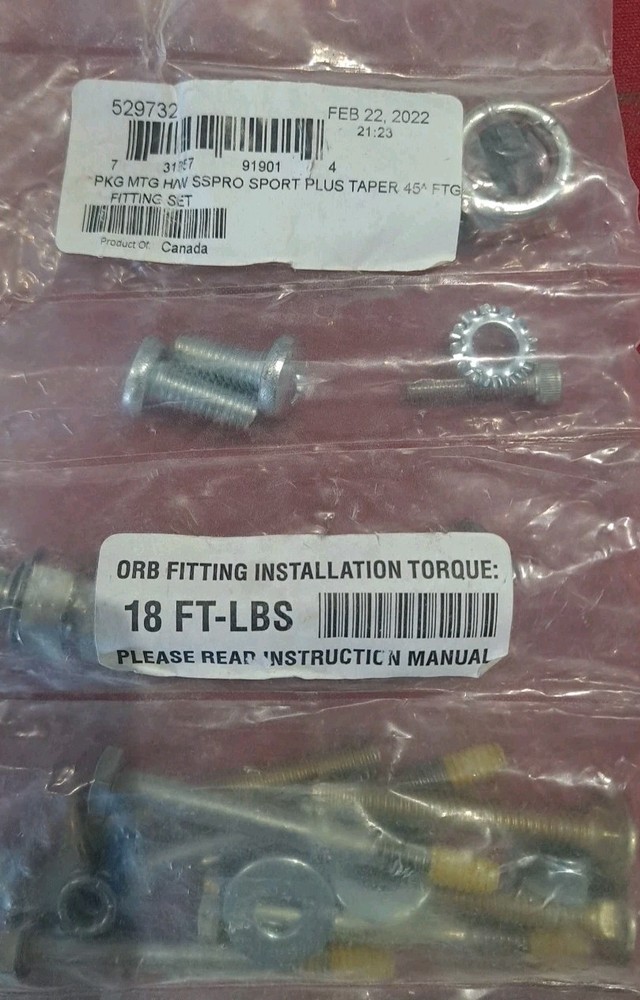 529732
FEB 22, 2022
21:23
7 91901 4
PKG MTG H/W SSPRO SPORT PLUS TAPER 45^ FTG
FITTING SET
Product Of: Canada
ORB FITTING INSTALLATION TORQUE:
18 FT-LBS
PLEASE READ INSTRUCTION MANUAL